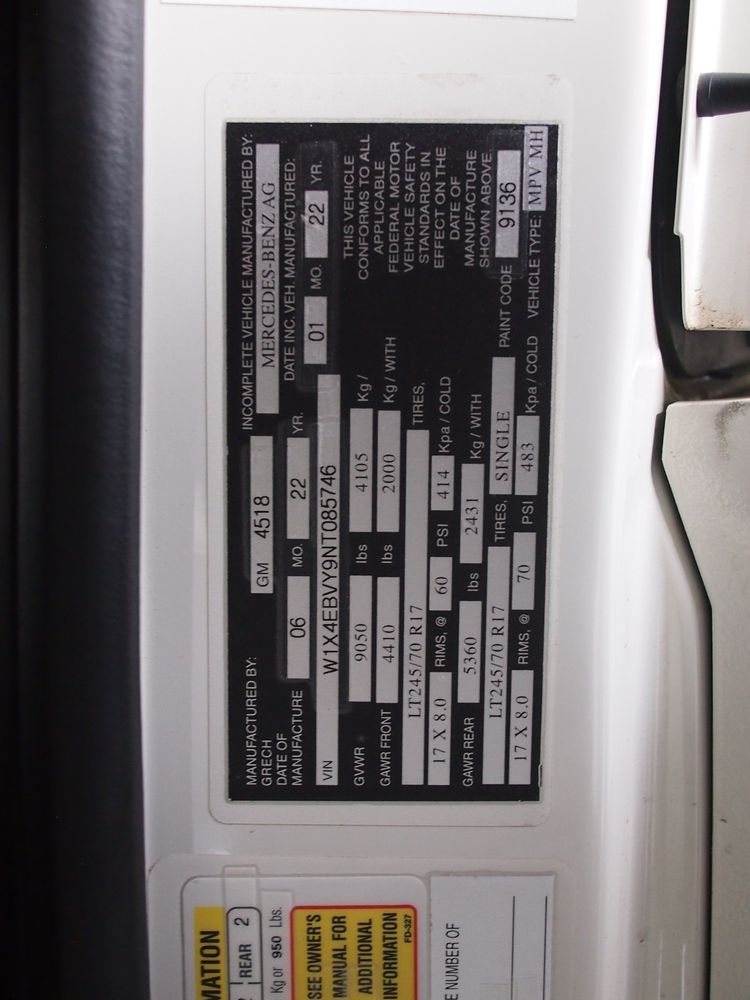 MANUFACTURED BY: GM 4518 INCOMPLETE VEHICLE MANUFACTURED BY:
GRECH MERCEDES-BENZ AG
DATE OF MANUFACTURE 06 MO. 22 YR. DATE INC. VEH. MANUFACTURED:
01 MO. 22 YR.
VIN W1X4EBVY9NT085746
THIS VEHICLE
CONFORMS TO ALL
APPLICABLE
FEDERAL MOTOR
VEHICLE SAFETY
STANDARDS IN
EFFECT ON THE
DATE OF
MANUFACTURE
SHOWN ABOVE.
GVWR 9050 lbs 4105 Kg /
GAWR FRONT 4410 lbs 2000 Kg / WITH
LT245/70 R17 TIRES,
17 X 8.0 RIMS, @ 60 PSI 414 Kpa / COLD
GAWR REAR 5360 lbs 2431 Kg / WITH
LT245/70 R17 TIRES, SINGLE PAINT CODE 9136
17 X 8.0 RIMS, @ 70 PSI 483 Kpa / COLD VEHICLE TYPE: MPV MH
MATION
2 REAR 2
Kg or 950 Lbs.
SEE OWNER'S
MANUAL FOR
ADDITIONAL
INFORMATION
FD-327
E NUMBER OF